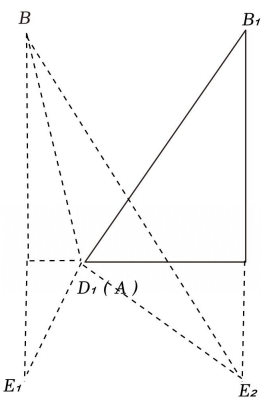 B B₁
D₁ ( A )
E₁ E₂